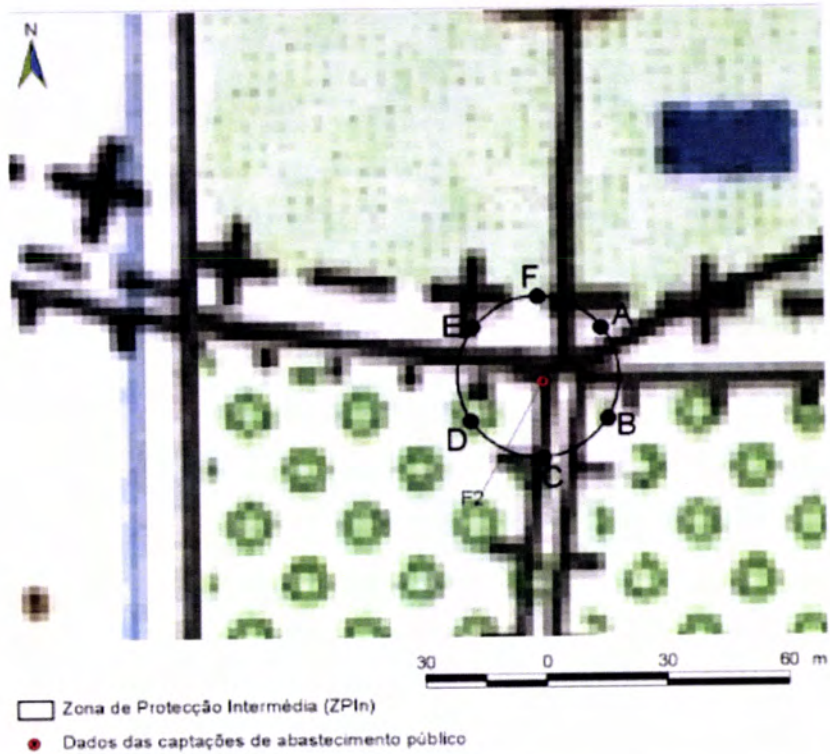 N
F
A
E
B
D
C
F2
30 0 30 60 m
Zona de Protecção Intermédia (ZPIn)
Dados das captações de abastecimento público